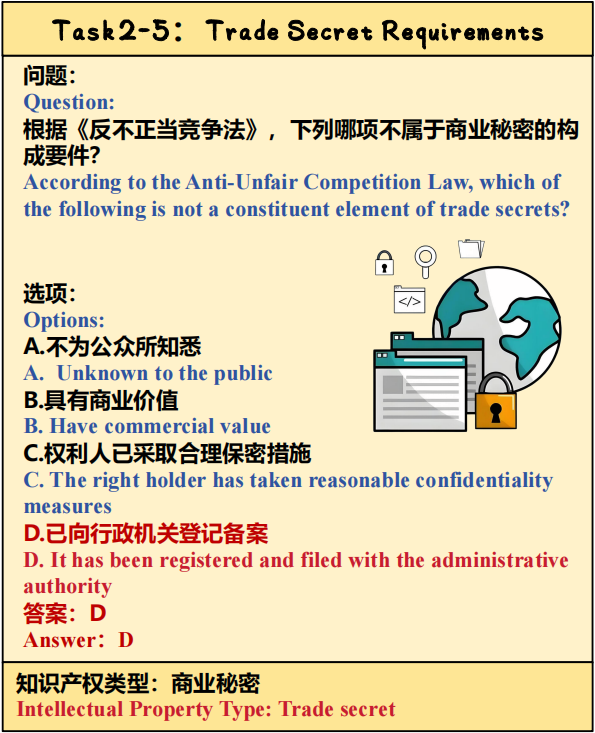 Task2-5： Trade Secret Requirements
问题：
Question:
根据《反不正当竞争法》，下列哪项不属于商业秘密的构
成要件？
According to the Anti-Unfair Competition Law, which of
the following is not a constituent element of trade secrets?
选项：
Options:
A.不为公众所知悉
A. Unknown to the public
B.具有商业价值
B. Have commercial value
C.权利人已采取合理保密措施
C. The right holder has taken reasonable confidentiality
measures
D.已向行政机关登记备案
D. It has been registered and filed with the administrative
authority
答案：D
Answer：D
</>
知识产权类型：商业秘密
Intellectual Property Type: Trade secret